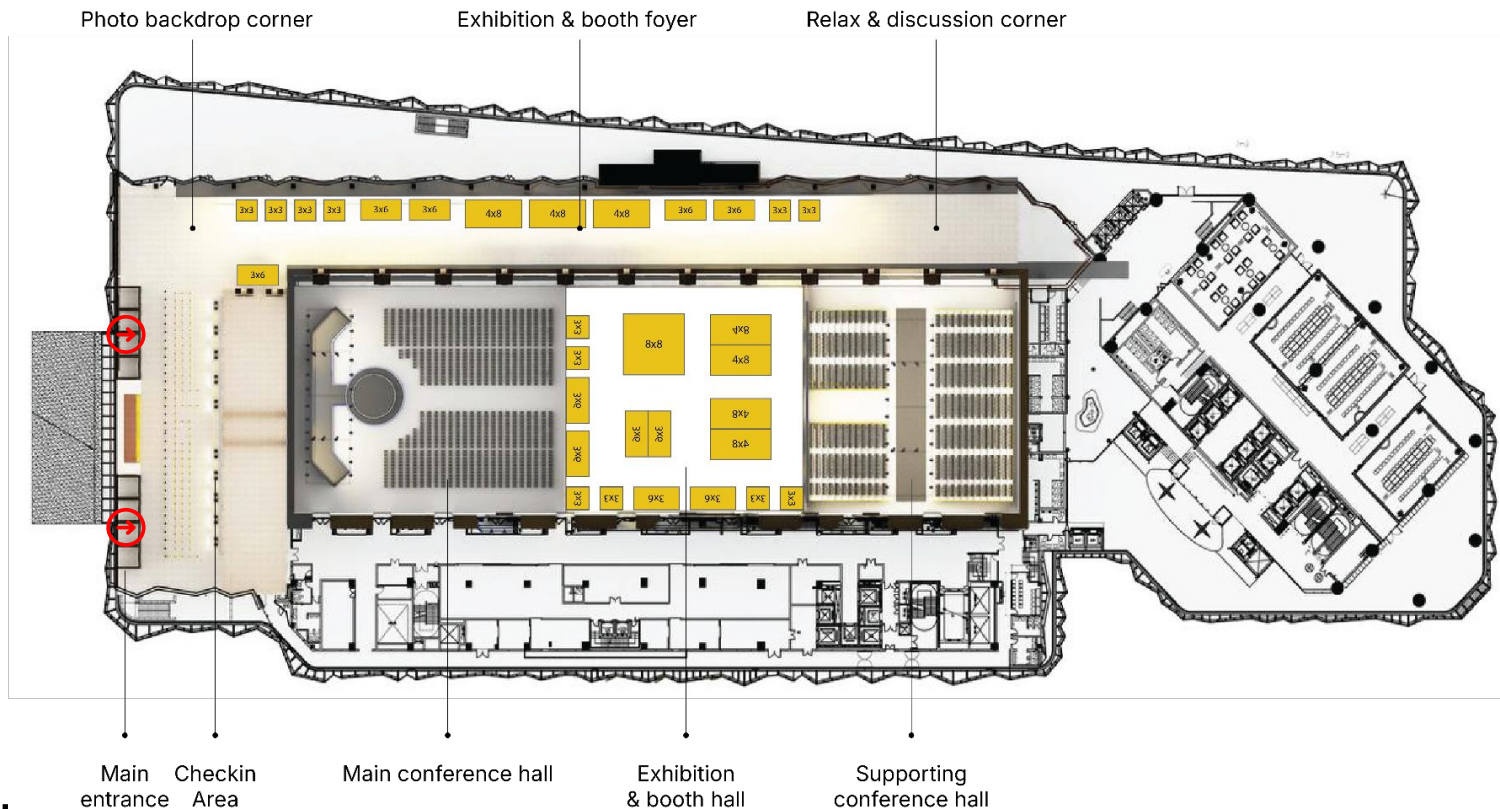 Photo backdrop corner
Exhibition & booth foyer
Relax & discussion corner
3x3
3x3
3x3
3x3
3x6
3x6
4x8
4x8
4x8
3x6
3x6
3x3
3x3
3x6
3x3
8x8
4x8
3x3
4x8
3x6
4x8
3x6
3x6
3x6
4x8
3x3
3x3
3x6
3x6
3x3
3x3
Main entrance
Checkin Area
Main conference hall
Exhibition & booth hall
Supporting conference hall